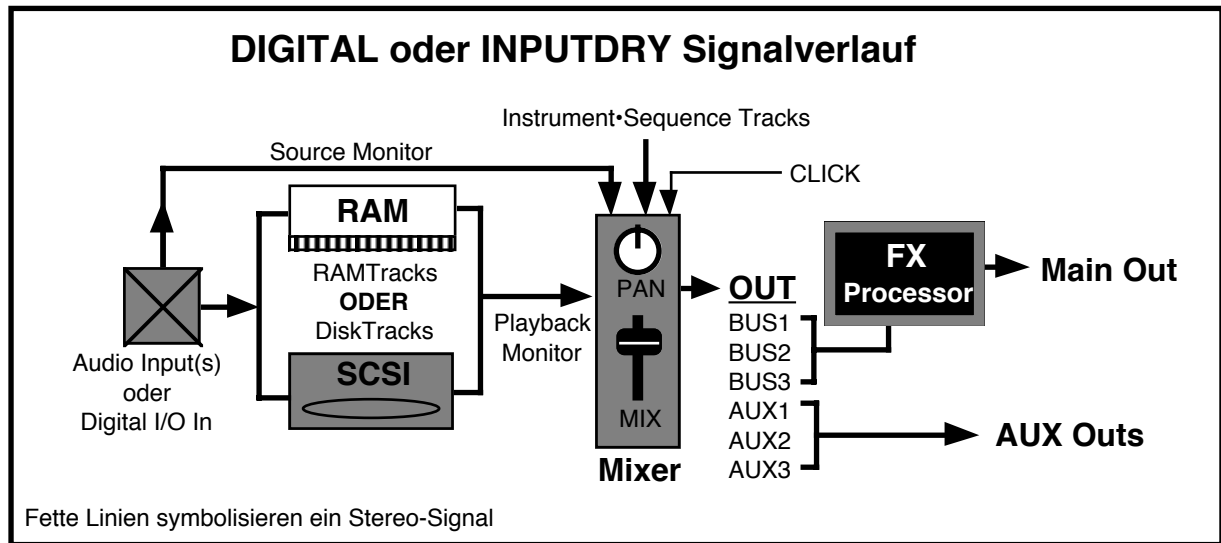 DIGITAL oder INPUTDRY Signalverlauf
Instrument•Sequence Tracks
Source Monitor
CLICK
RAM
RAMTracks
ODER
DiskTracks
SCSI
Audio Input(s)
oder
Digital I/O In
Playback
Monitor
PAN
MIX
Mixer
OUT
BUS1
BUS2
BUS3
AUX1
AUX2
AUX3
FX
Processor
Main Out
AUX Outs
Fette Linien symbolisieren ein Stereo-Signal